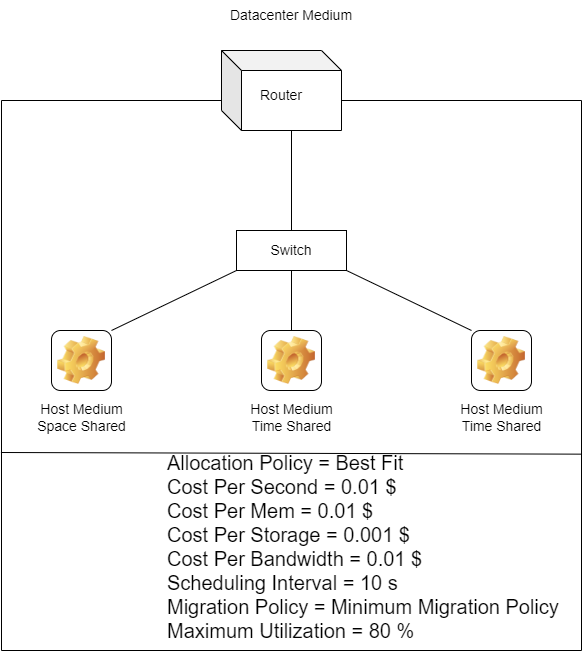 Datacenter Medium
Router
Switch
Host Medium
Space Shared
Host Medium
Time Shared
Host Medium
Time Shared
Allocation Policy = Best Fit
Cost Per Second = 0.01 $
Cost Per Mem = 0.01 $
Cost Per Storage = 0.001 $
Cost Per Bandwidth = 0.01 $
Scheduling Interval = 10 s
Migration Policy = Minimum Migration Policy
Maximum Utilization = 80 %